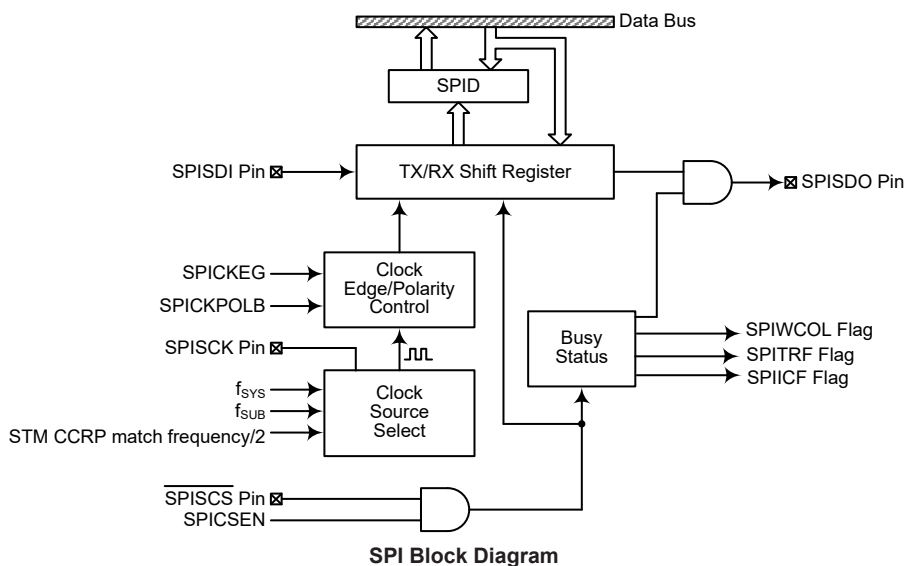 Data Bus
SPID
SPISDI Pin
TX/RX Shift Register
SPISDO Pin
SPICKEG
SPICKPOLB
Clock
Edge/Polarity
Control
SPISCK Pin
Busy
Status
SPIWCOL Flag
SPITRF Flag
SPIICF Flag
fSYS
fSUB
STM CCRP match frequency/2
Clock
Source
Select
SPISCS Pin
SPICSEN
SPI Block Diagram